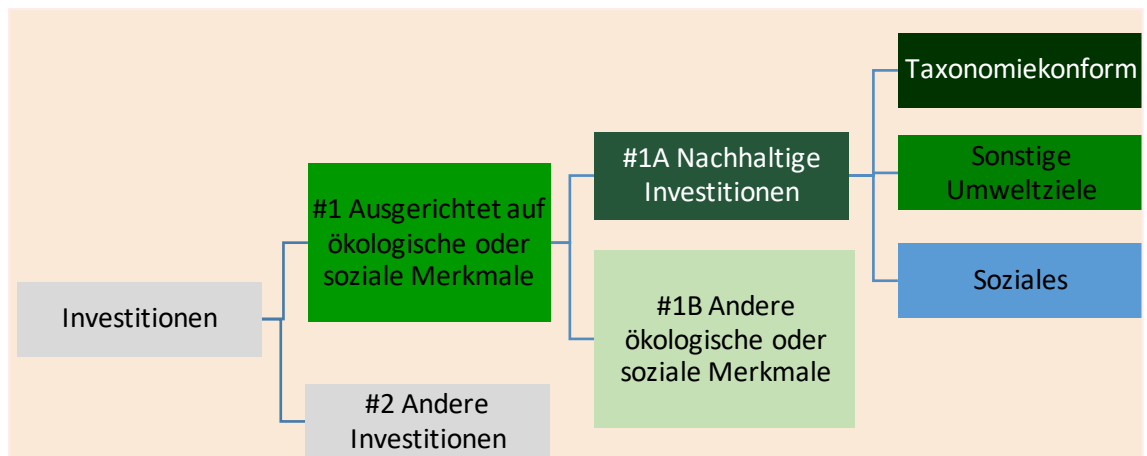 Investitionen
#1 Ausgerichtet auf
ökologische oder
soziale Merkmale
#2 Andere
Investitionen
#1A Nachhaltige
Investitionen
#1B Andere
ökologische oder
soziale Merkmale
Taxonomiekonform
Sonstige
Umweltziele
Soziales